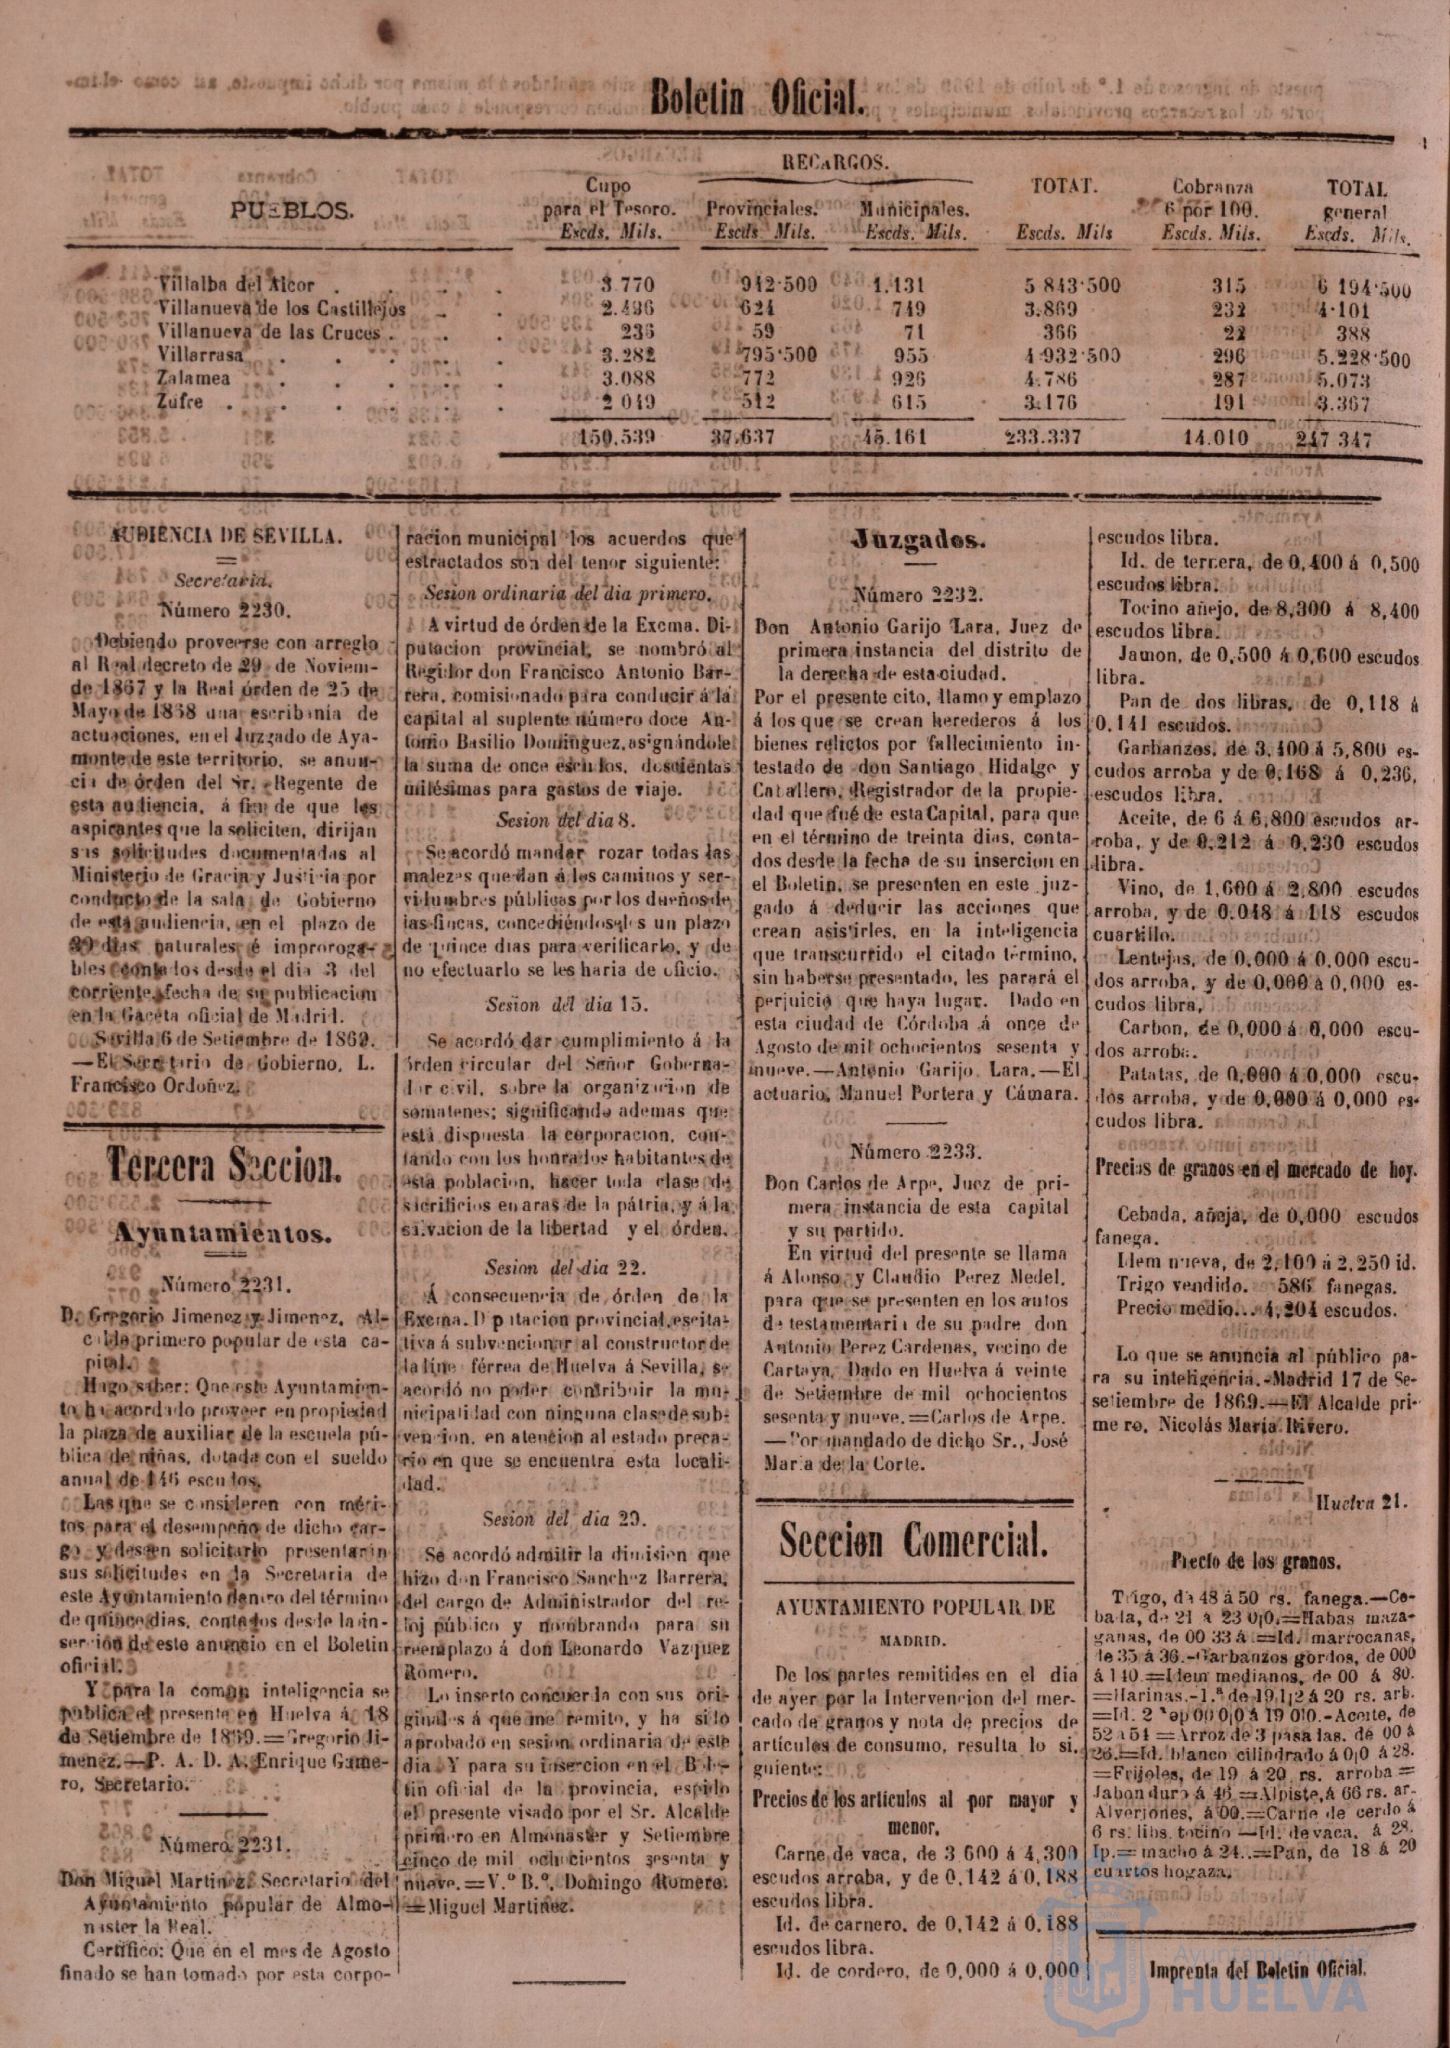 Boletin Oficial.
RECARGOS.
PUEBLOS.
Cupo para el Tesoro. Escds. Mils.
Provinciales. Escds Mils.
Municipales. Escds. Mils.
TOTAL. Escds. Mils
Cobranza 6 por 100. Escds. Mils.
TOTAL general Escds. Mils.
Villalba del Alcor . 3.770 942·500 1.131 5 843·500 315 6 194·500
Villanueva de los Castillejos 2.496 624 749 3.869 232 4·101
Villanueva de las Cruces . 236 59 71 366 22 388
Villarrasa 3.282 795·500 955 4 932·500 296 5.228·500
Zalamea 3.088 772 926 4.786 287 5.073
Zufre . 2 049 512 615 3.176 191 3.367
150.539 37.637 45.161 233.337 14.010 247 347
AUDIENCIA DE SEVILLA.
Secretaria.
Número 2230.
Debiendo proveerse con arreglo
al Real decreto de 29 de Noviem-
de 1867 y la Real órden de 25 de
Mayo de 1858 una escribania de
actuaciones, en el Juzgado de Aya-
monte de este territorio, se anun-
cia de órden del Sr. Regente de
esta audiencia, á fin de que les
aspirantes que la soliciten, dirijan
sus solicitudes documentadas al
Ministerio de Gracia y Justicia por
conducto de la sala de Gobierno
de esta audiencia, en el plazo de
dias naturales é improroga-
bles contados desde el dia 3 del
corriente, fecha de su publicacion
en la Gaceta oficial de Madrid.
Sevilla 6 de Setiembre de 1869.
—El Secretario de Gobierno, L.
Francisco Ordoñez.
Tercera Seccion.
Ayuntamientos.
Número 2231.
D. Gregorio Jimenez y Jimenez, Al-
calde primero popular de esta ca-
pital.
Hago saber: Que este Ayuntamien-
to ha acordado proveer en propiedad
la plaza de auxiliar de la escuela pú-
blica de niñas, dotada con el sueldo
anual de 146 escudos.
Las que se consideren con méri-
tos para el desempeño de dicho car-
go y deseen solicitarlo presentarán
sus solicitudes en la Secretaria de
este Ayuntamiento dentro del término
de quince dias, contados desde la in-
sercion de este anuncio en el Boletin
oficial.
Y para la comun inteligencia se
publica el presente en Huelva á 18
de Setiembre de 1869.=Gregorio Ji-
menez.—P. A. D. A. Enrique Game-
ro, Secretario.
Número 2231.
Don Miguel Martinez, Secretario del
Ayuntamiento popular de Almo-
naster la Real.
Certifico: Que en el mes de Agosto
finado se han tomado por esta corpo-
racion municipal los acuerdos que
estractados son del tenor siguiente:
Sesion ordinaria del dia primero.
A virtud de órden de la Excma. Di-
putacion provincial, se nombró al
Regidor don Francisco Antonio Bar-
rera, comisionado para conducir á la
capital al suplente número doce An-
tonio Basilio Dominguez, asignándole
la suma de once escudos, doscientas
milésimas para gastos de viaje.
Sesion del dia 8.
Se acordó mandar rozar todas las
malezas que dan á los caminos y ser-
vidumbres públicas por los dueños de
las fincas, concediéndoseles un plazo
de quince dias para verificarlo, y de
no efectuarlo se les haria de oficio.
Sesion del dia 15.
Se acordó dar cumplimiento á la
órden circular del Señor Goberna-
dor civil, sobre la organizacion de
somatenes; significando ademas que
está dispuesta la corporacion, con-
tando con los honrados habitantes de
esta poblacion, hacer toda clase de
sacrificios en aras de la pátria, y á la
salvacion de la libertad y el órden.
Sesion del dia 22.
Á consecuencia de órden de la
Excma. Diputacion provincial, escita-
tiva á subvencionar al constructor de
la linea férrea de Huelva á Sevilla, se
acordó no poder contribuir la mu-
nicipalidad con ninguna clase de sub-
vencion, en atencion al estado preca-
rio en que se encuentra esta locali-
dad.
Sesion del dia 29.
Se acordó admitir la dimision que
hizo don Francisco Sanchez Barrera,
del cargo de Administrador del re-
loj público y nombrando para su
reemplazo á don Leonardo Vazquez
Romero.
Lo inserto concuerda con sus ori-
ginales á que me remito, y ha sido
aprobado en sesion ordinaria de este
dia. Y para su insercion en el Bole-
tin oficial de la provincia, espido
el presente visado por el Sr. Alcalde
primero en Almonaster y Setiembre
cinco de mil ochocientos sesenta y
nueve.=V.° B.°, Domingo Romero.
=Miguel Martinez.
Juzgados.
Número 2232.
Don Antonio Garijo Lara, Juez de
primera instancia del distrito de
la derecha de esta ciudad.
Por el presente cito, llamo y emplazo
á los que se crean herederos á los
bienes relictos por fallecimiento in-
testado de don Santiago Hidalgo y
Caballero, Registrador de la propie-
dad que fué de esta Capital, para que
en el término de treinta dias, conta-
dos desde la fecha de su insercion en
el Boletin, se presenten en este juz-
gado á deducir las acciones que
crean asistirles, en la inteligencia
que transcurrido el citado término,
sin haberse presentado, les parará el
perjuicio que haya lugar. Dado en
esta ciudad de Córdoba á once de
Agosto de mil ochocientos sesenta y
nueve.—Antonio Garijo Lara.—El
actuario, Manuel Portera y Cámara.
Número 2233.
Don Carlos de Arpe, Juez de pri-
mera instancia de esta capital
y su partido.
En virtud del presente se llama
á Alonso y Claudio Perez Medel,
para que se presenten en los autos
de testamentaria de su padre don
Antonio Perez Cardenas, vecino de
Cartaya. Dado en Huelva á veinte
de Setiembre de mil ochocientos
sesenta y nueve.=Carlos de Arpe.
—Por mandado de dicho Sr., José
Maria de la Corte.
Seccion Comercial.
AYUNTAMIENTO POPULAR DE
MADRID.
De los partes remitidos en el dia
de ayer por la Intervencion del mer-
cado de granos y nota de precios de
artículos de consumo, resulta lo si.
guiente:
Precios de los artículos al por mayor y
menor.
Carne de vaca, de 3 600 á 4,300
escudos arroba, y de 0,142 á 0,188
escudos libra.
Id. de carnero, de 0,142 á 0,188
escudos libra.
Id. de cordero, de 0,000 á 0,000
escudos libra.
Id. de ternera, de 0,400 á 0,500
escudos libra.
Tocino añejo, de 8,300 á 8,400
escudos libra.
Jamon, de 0,500 á 0,600 escudos
libra.
Pan de dos libras, de 0,118 á
0,141 escudos.
Garbanzos, de 3,400 á 5,800 es-
cudos arroba y de 0,168 á 0,236,
escudos libra.
Aceite, de 6 á 6,800 escudos ar-
roba, y de 0,212 á 0,230 escudos
libra.
Vino, de 1,600 á 2,800 escudos
arroba, y de 0,048 á 118 escudos
cuartillo.
Lentejas, de 0,000 á 0,000 escu-
dos arroba, y de 0,000 á 0,000 es-
cudos libra,
Carbon, de 0,000 á 0,000 escu-
dos arroba.
Patatas, de 0,000 á 0,000 escu-
dos arroba, y de 0,000 á 0,000 es-
cudos libra.
Precias de granos en el mercado de hoy.
Cebada, añeja, de 0,000 escudos
fanega.
Idem nueva, de 2,100 á 2,250 id.
Trigo vendido. 586 fanegas.
Precio medio... 4,204 escudos.
Lo que se anuncia al público pa-
ra su inteligencia.-Madrid 17 de Se-
setiembre de 1869.—El Alcalde pri-
mero, Nicolás María Rivero.
Huelva 21.
Precio de los granos.
Trigo, de 48 á 50 rs. fanega.—Ce-
bada, de 21 á 23 0[0.=Habas maza-
ganas, de 00 33 á =Id. marrocanas,
de 35 á 36.-Garbanzos gordos, de 000
á 140.=Idem medianos, de 00 á 80.
=Harinas.-1.ª de 19 1[2 á 20 rs. arb.
=Id. 2 00 0[0 á 19 0[0.-Aceite, de
52 a 54 =Arroz de 3 pasadas. de 00 á
26.=Id. blanco cilindrado á 0[0 á 28.
=Frijoles, de 19 á 20 rs. arroba =
Jabon duro á 46 =Alpiste, á 66 rs. ar-
Alverjones, á 00.=Carne de cerdo á
6 rs. libs. tocino —Id. de vaca, á 28.
Ip.= macho á 24..=Pan, de 18 á 20
cuartos hogaza.
Imprenta del Boletin Oficial.
Ayuntamiento de
HUELVA